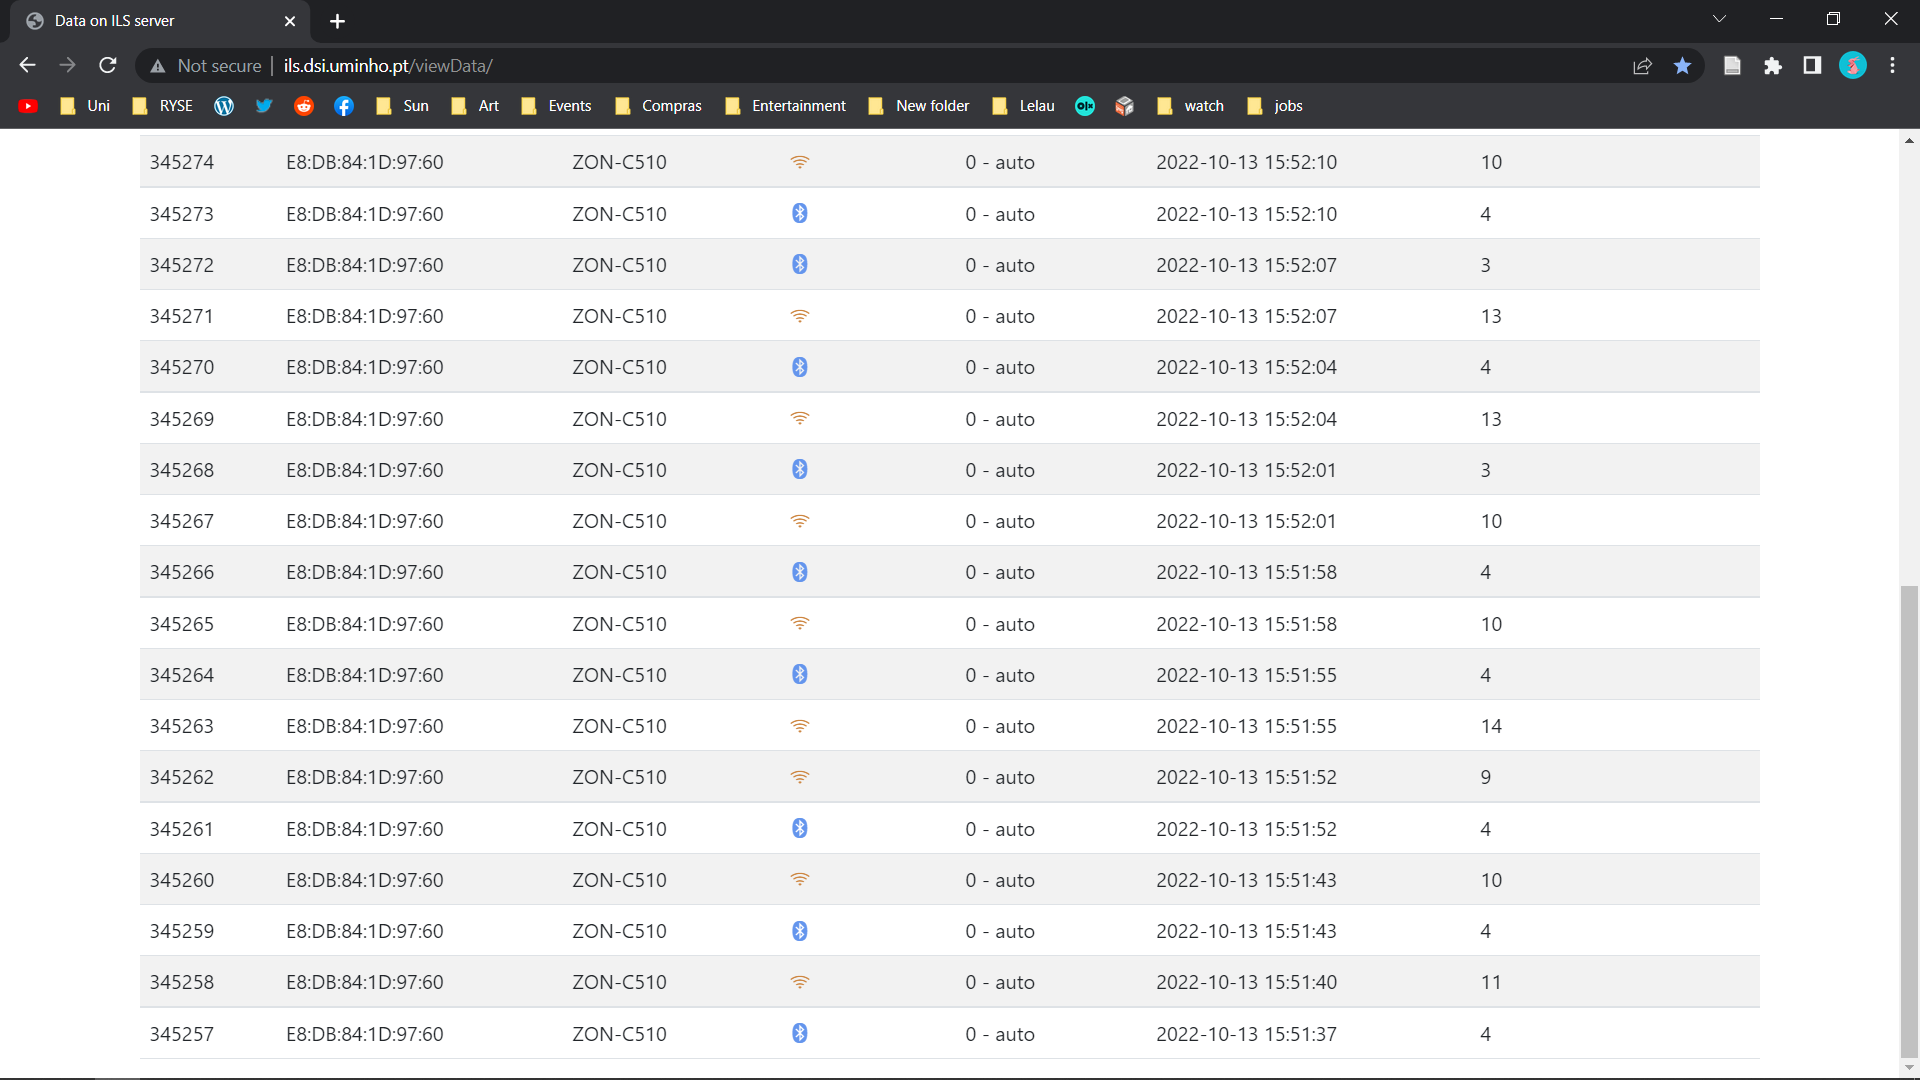 Data on ILS server
Not secure | ils.dsi.uminho.pt/viewData/
Uni RYSE Sun Art Events Compras Entertainment New folder Lelau olx watch jobs
345274 E8:DB:84:1D:97:60 ZON-C510 0 - auto 2022-10-13 15:52:10 10
345273 E8:DB:84:1D:97:60 ZON-C510 0 - auto 2022-10-13 15:52:10 4
345272 E8:DB:84:1D:97:60 ZON-C510 0 - auto 2022-10-13 15:52:07 3
345271 E8:DB:84:1D:97:60 ZON-C510 0 - auto 2022-10-13 15:52:07 13
345270 E8:DB:84:1D:97:60 ZON-C510 0 - auto 2022-10-13 15:52:04 4
345269 E8:DB:84:1D:97:60 ZON-C510 0 - auto 2022-10-13 15:52:04 13
345268 E8:DB:84:1D:97:60 ZON-C510 0 - auto 2022-10-13 15:52:01 3
345267 E8:DB:84:1D:97:60 ZON-C510 0 - auto 2022-10-13 15:52:01 10
345266 E8:DB:84:1D:97:60 ZON-C510 0 - auto 2022-10-13 15:51:58 4
345265 E8:DB:84:1D:97:60 ZON-C510 0 - auto 2022-10-13 15:51:58 10
345264 E8:DB:84:1D:97:60 ZON-C510 0 - auto 2022-10-13 15:51:55 4
345263 E8:DB:84:1D:97:60 ZON-C510 0 - auto 2022-10-13 15:51:55 14
345262 E8:DB:84:1D:97:60 ZON-C510 0 - auto 2022-10-13 15:51:52 9
345261 E8:DB:84:1D:97:60 ZON-C510 0 - auto 2022-10-13 15:51:52 4
345260 E8:DB:84:1D:97:60 ZON-C510 0 - auto 2022-10-13 15:51:43 10
345259 E8:DB:84:1D:97:60 ZON-C510 0 - auto 2022-10-13 15:51:43 4
345258 E8:DB:84:1D:97:60 ZON-C510 0 - auto 2022-10-13 15:51:40 11
345257 E8:DB:84:1D:97:60 ZON-C510 0 - auto 2022-10-13 15:51:37 4